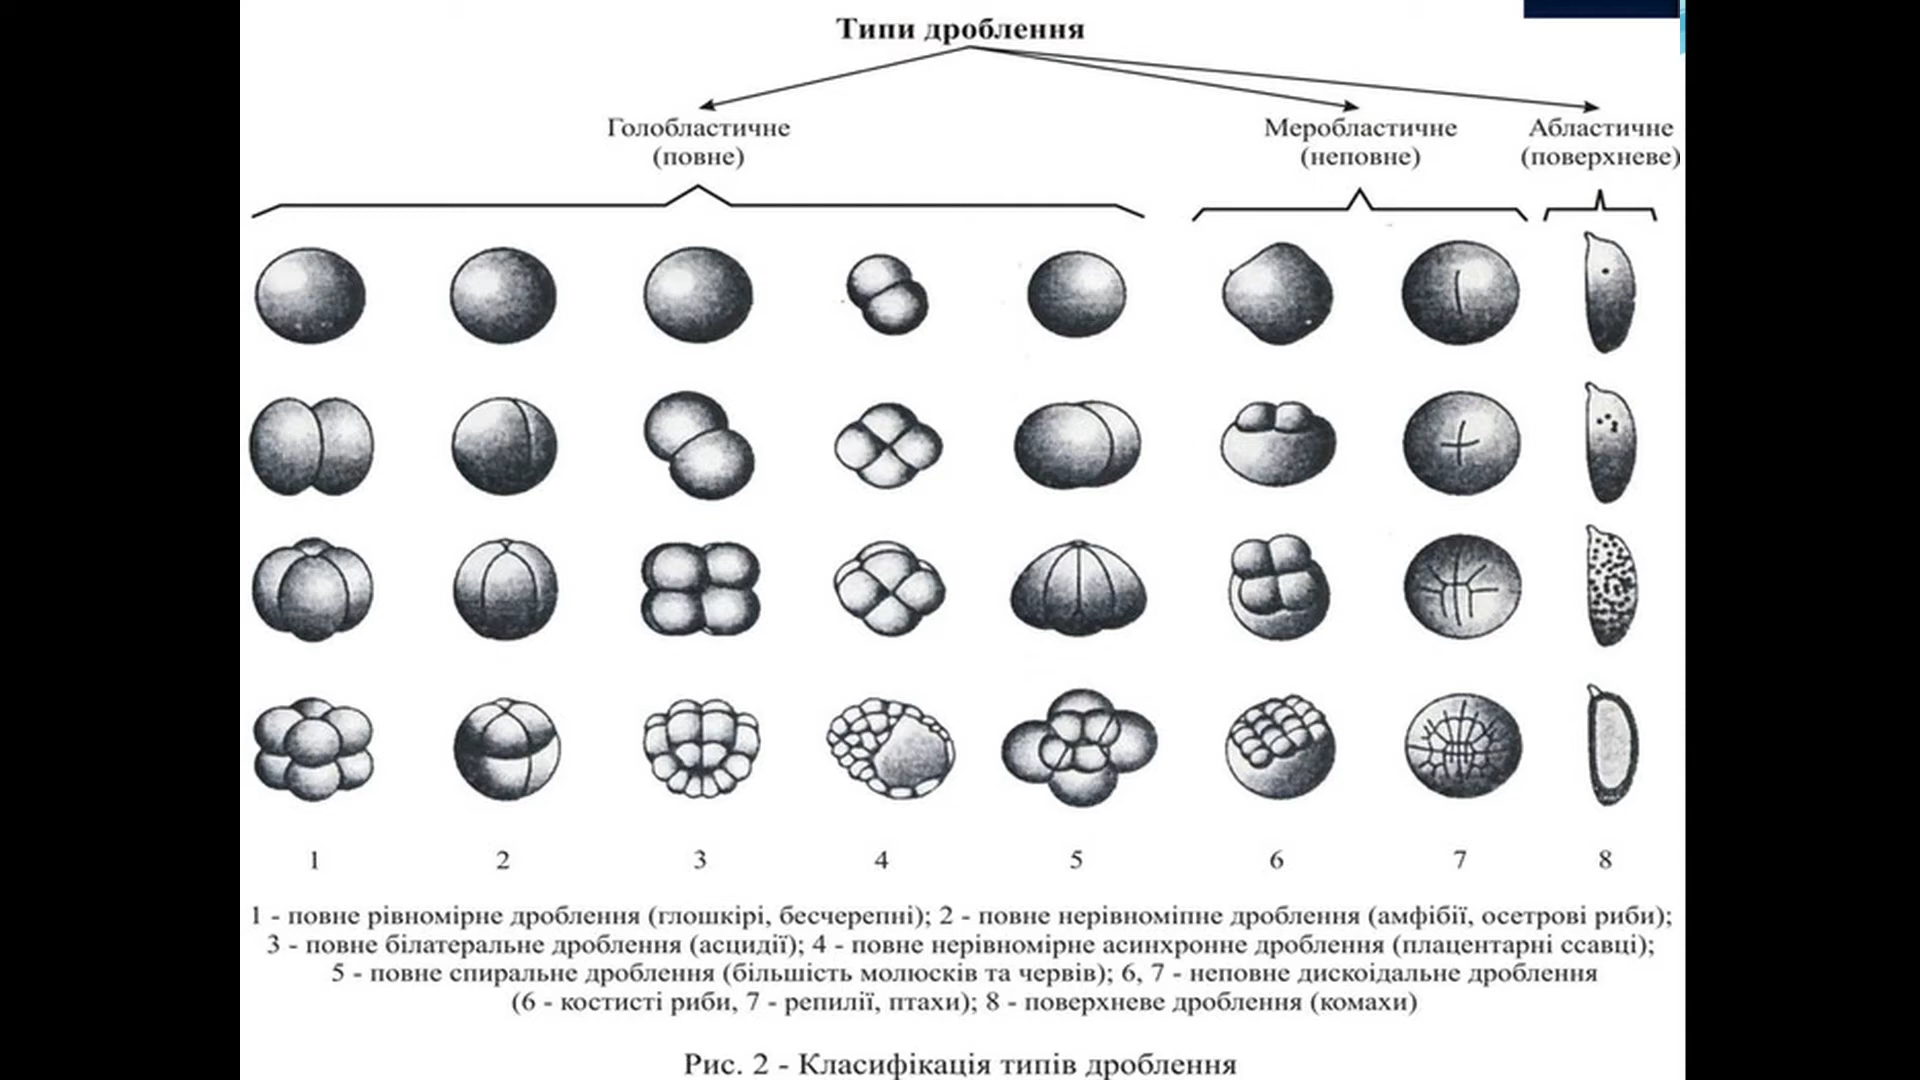 Типи дроблення
Голобластичне
(повне)
Меробластичне
(неповне)
Абластичне
(поверхневе)
1 2 3 4 5 6 7 8
1 - повне рівномірне дроблення (глошкірі, бесчерепні); 2 - повне нерівноміпне дроблення (амфібії, осетрові риби);
3 - повне білатеральне дроблення (асцидії); 4 - повне нерівномірне асинхронне дроблення (плацентарні ссавці);
5 - повне спиральне дроблення (більшість молюсків та червів); 6, 7 - неповне дискоідальне дроблення
(6 - костисті риби, 7 - репилії, птахи); 8 - поверхневе дроблення (комахи)
Рис. 2 - Класифікація типів дроблення